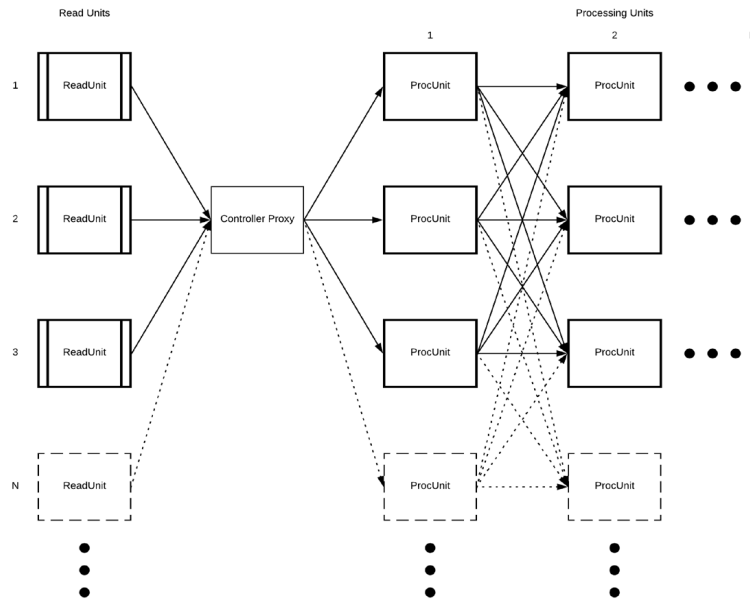 Read Units
Processing Units
1
2
1
ReadUnit
ProcUnit
ProcUnit
2
ReadUnit
Controller Proxy
ProcUnit
ProcUnit
3
ReadUnit
ProcUnit
ProcUnit
N
ReadUnit
ProcUnit
ProcUnit